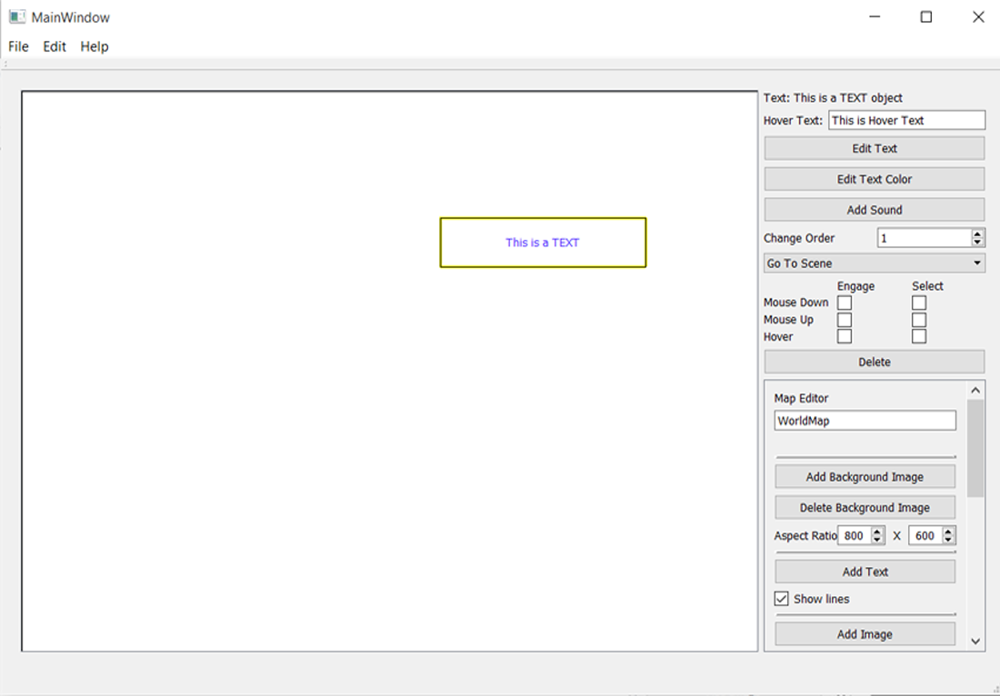 MainWindow
File Edit Help
Text: This is a TEXT object
Hover Text: This is Hover Text
Edit Text
Edit Text Color
Add Sound
This is a TEXT
Change Order 1
Go To Scene
Engage Select
Mouse Down
Mouse Up
Hover
Delete
Map Editor
WorldMap
Add Background Image
Delete Background Image
Aspect Ratio 800 X 600
Add Text
Show lines
Add Image